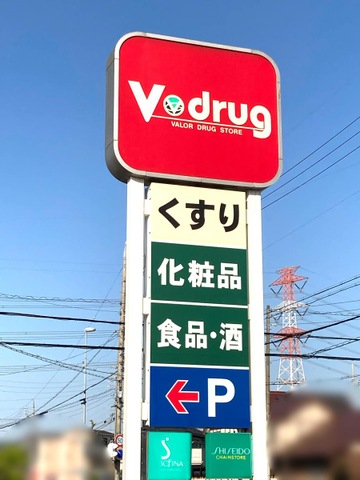 V drug
VALOR DRUG STORE
くすり
化粧品
食品・酒
← P
SOFINA
SHISEIDO
CHAINSTORE